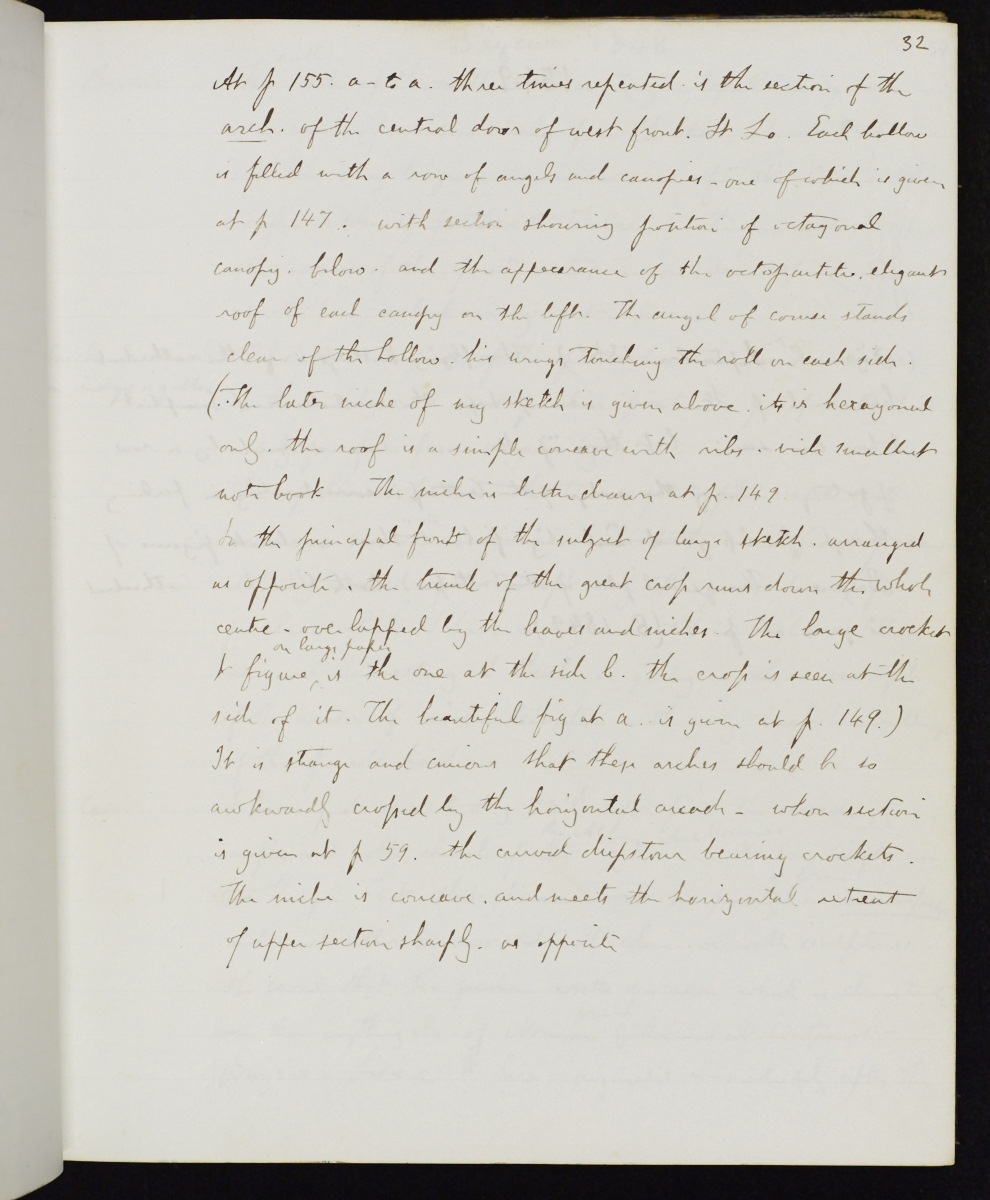 32
At p 155. a - to a. three times repeated is the section of the
arch. of the central door of west front. St Lo. Each hollow
is filled with a row of angels and canopies - one of which is given
at p 147. with section showing position of octagonal
canopy. below. and the appearance of the octopartite. elegant
roof of each canopy on the left. The angel of course stands
clear of the hollow. his wings touching the roll on each side.
(. The later niche of my sketch is given above. it is hexagonal
only. the roof is a simple concave with ribs. vide smallest
note book The niche is better drawn at p. 149
In the principal front of the subject of large sketch. arranged
as opposite. the trunk of the great cross runs down the whole
centre - overlapped by the leaves and niches. The large crocket
on large paper
& figure, is the one at the side b. the cross is seen at the
side of it. The beautiful fig at a. is given at p. 149.)
It is strange and curious that these arches should be so
awkwardly crossed by the horizontal arcade - whose section
is given at p 59. the curved dripstone bearing crockets.
The niche is concave. and meets the horizontal retreat
of upper section sharply. as opposite